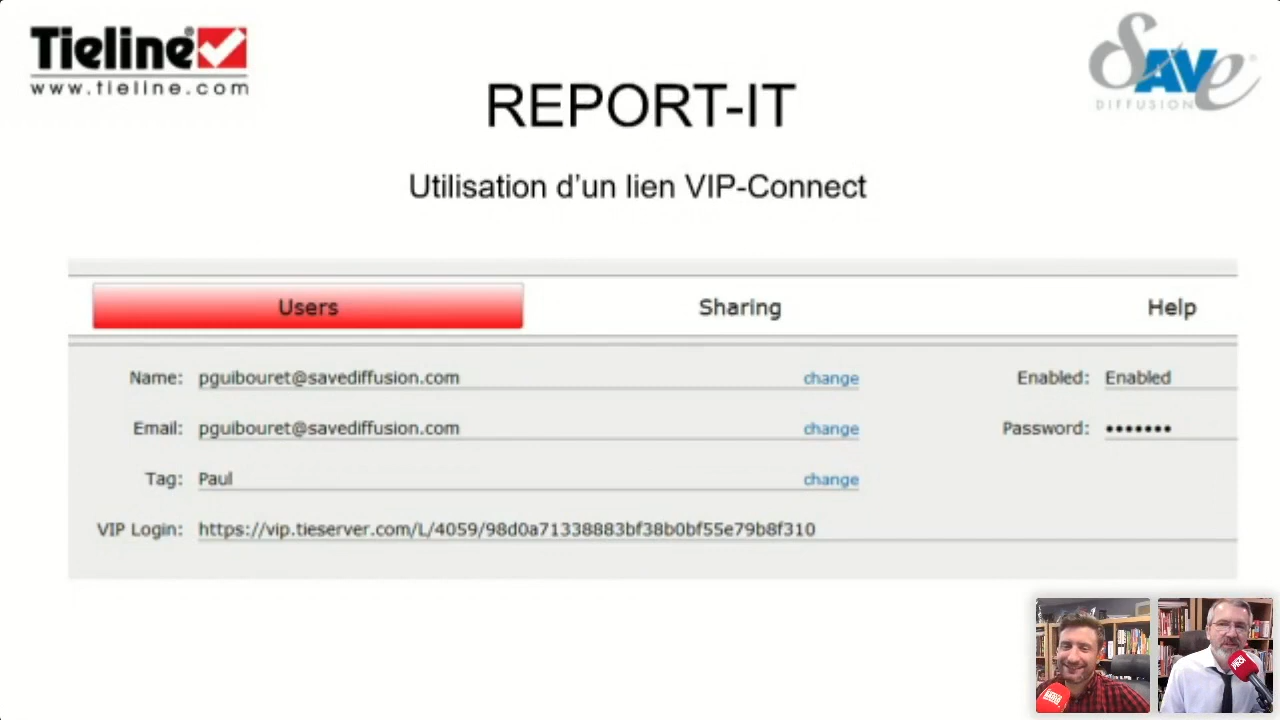 Tieline
www.tieline.com
SAVe
DIFFUSION
REPORT-IT
Utilisation d'un lien VIP-Connect
Users Sharing Help
Name: pguibouret@savediffusion.com change Enabled: Enabled
Email: pguibouret@savediffusion.com change Password: •••••••
Tag: Paul change
VIP Login: https://vip.tieserver.com/L/4059/98d0a71338883bf38b0bf55e79b8f310